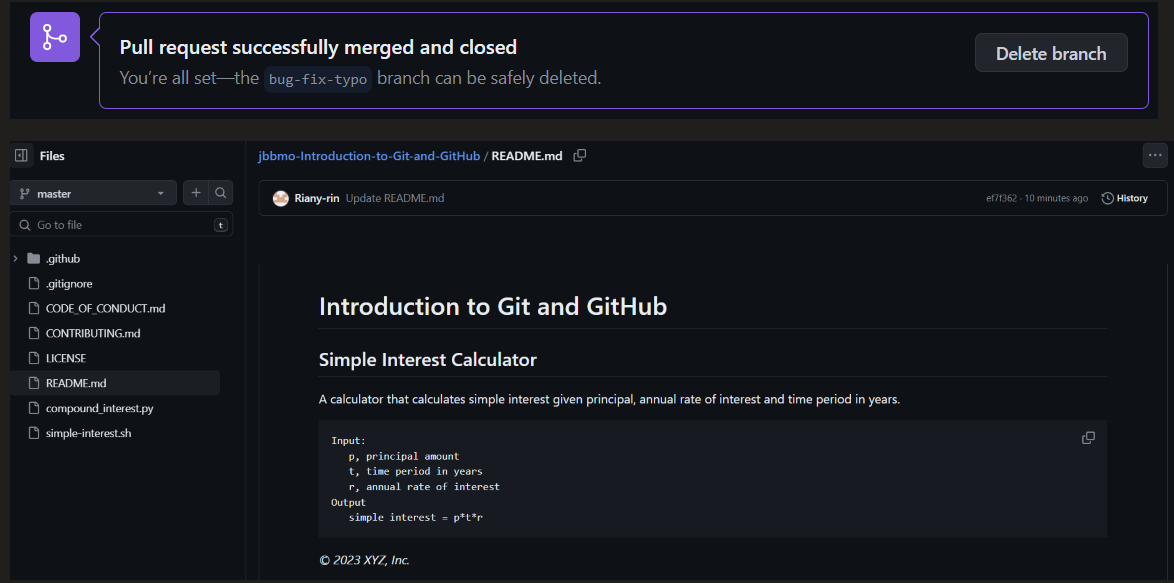 Pull request successfully merged and closed
You're all set—the bug-fix-typo branch can be safely deleted.
Delete branch
Files
jbbmo-Introduction-to-Git-and-GitHub / README.md
master
Riany-rin Update README.md
ef7f362 · 10 minutes ago
History
Go to file
t
.github
.gitignore
CODE_OF_CONDUCT.md
CONTRIBUTING.md
LICENSE
README.md
compound_interest.py
simple-interest.sh
Introduction to Git and GitHub
Simple Interest Calculator
A calculator that calculates simple interest given principal, annual rate of interest and time period in years.
Input:
p, principal amount
t, time period in years
r, annual rate of interest
Output
simple interest = p*t*r
© 2023 XYZ, Inc.